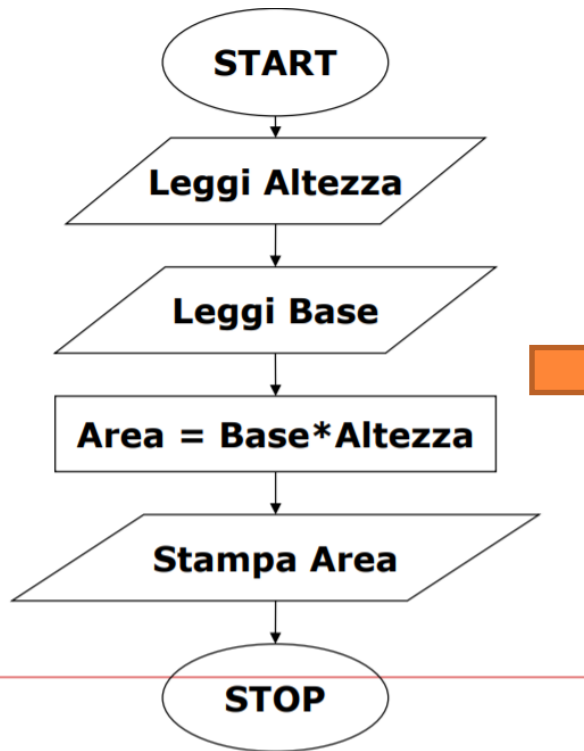 START
Leggi Altezza
Leggi Base
Area = Base*Altezza
Stampa Area
STOP